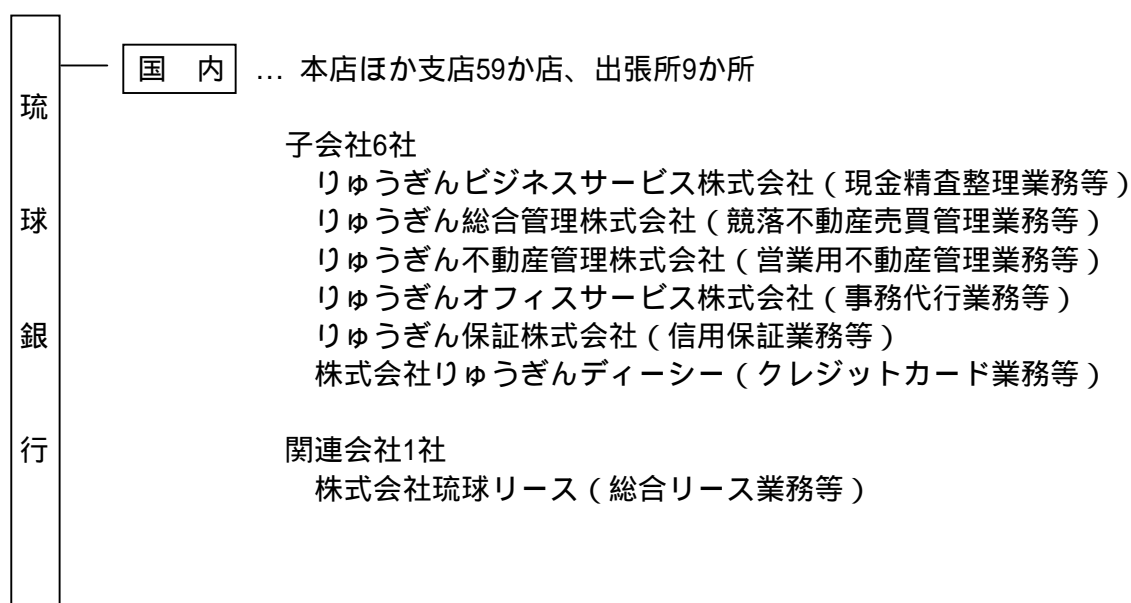 琉球銀行
国 内 … 本店ほか支店59か店、出張所9か所
子会社6社
りゅうぎんビジネスサービス株式会社(現金精査整理業務等)
りゅうぎん総合管理株式会社(競落不動産売買管理業務等)
りゅうぎん不動産管理株式会社(営業用不動産管理業務等)
りゅうぎんオフィスサービス株式会社(事務代行業務等)
りゅうぎん保証株式会社(信用保証業務等)
株式会社りゅうぎんディーシー(クレジットカード業務等)
関連会社1社
株式会社琉球リース(総合リース業務等)